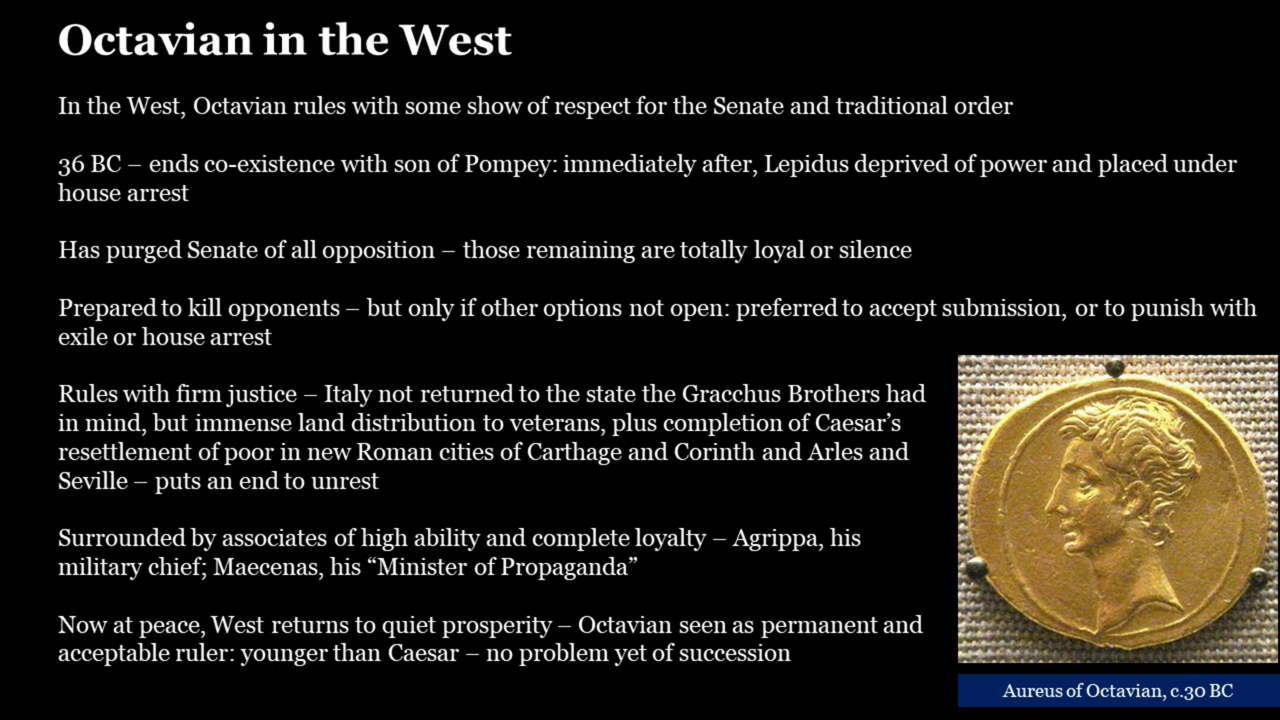 Octavian in the West
In the West, Octavian rules with some show of respect for the Senate and traditional order
36 BC – ends co-existence with son of Pompey: immediately after, Lepidus deprived of power and placed under
house arrest
Has purged Senate of all opposition – those remaining are totally loyal or silence
Prepared to kill opponents – but only if other options not open: preferred to accept submission, or to punish with
exile or house arrest
Rules with firm justice – Italy not returned to the state the Gracchus Brothers had
in mind, but immense land distribution to veterans, plus completion of Caesar’s
resettlement of poor in new Roman cities of Carthage and Corinth and Arles and
Seville – puts an end to unrest
Surrounded by associates of high ability and complete loyalty – Agrippa, his
military chief; Maecenas, his “Minister of Propaganda”
Now at peace, West returns to quiet prosperity – Octavian seen as permanent and
acceptable ruler: younger than Caesar – no problem yet of succession
Aureus of Octavian, c.30 BC